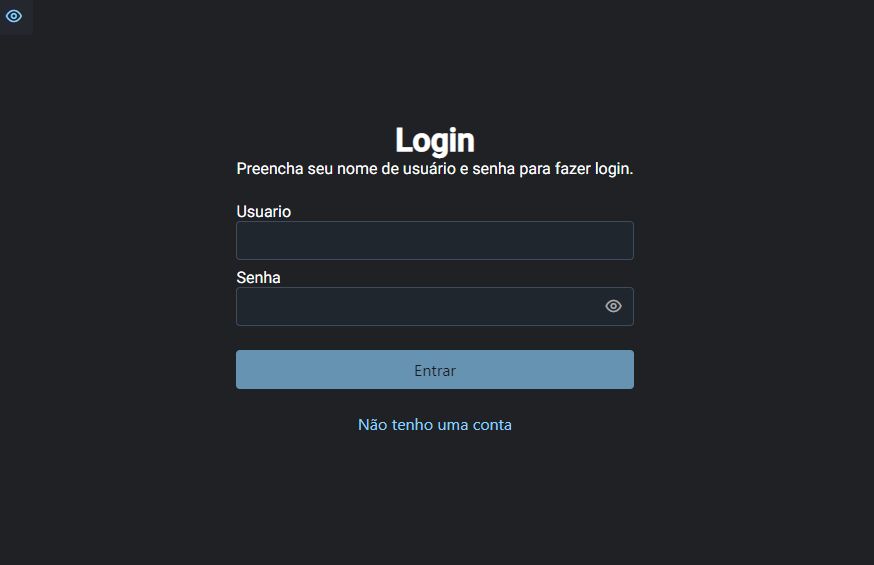 Login
Preencha seu nome de usuário e senha para fazer login.
Usuario
Senha
Entrar
Não tenho uma conta